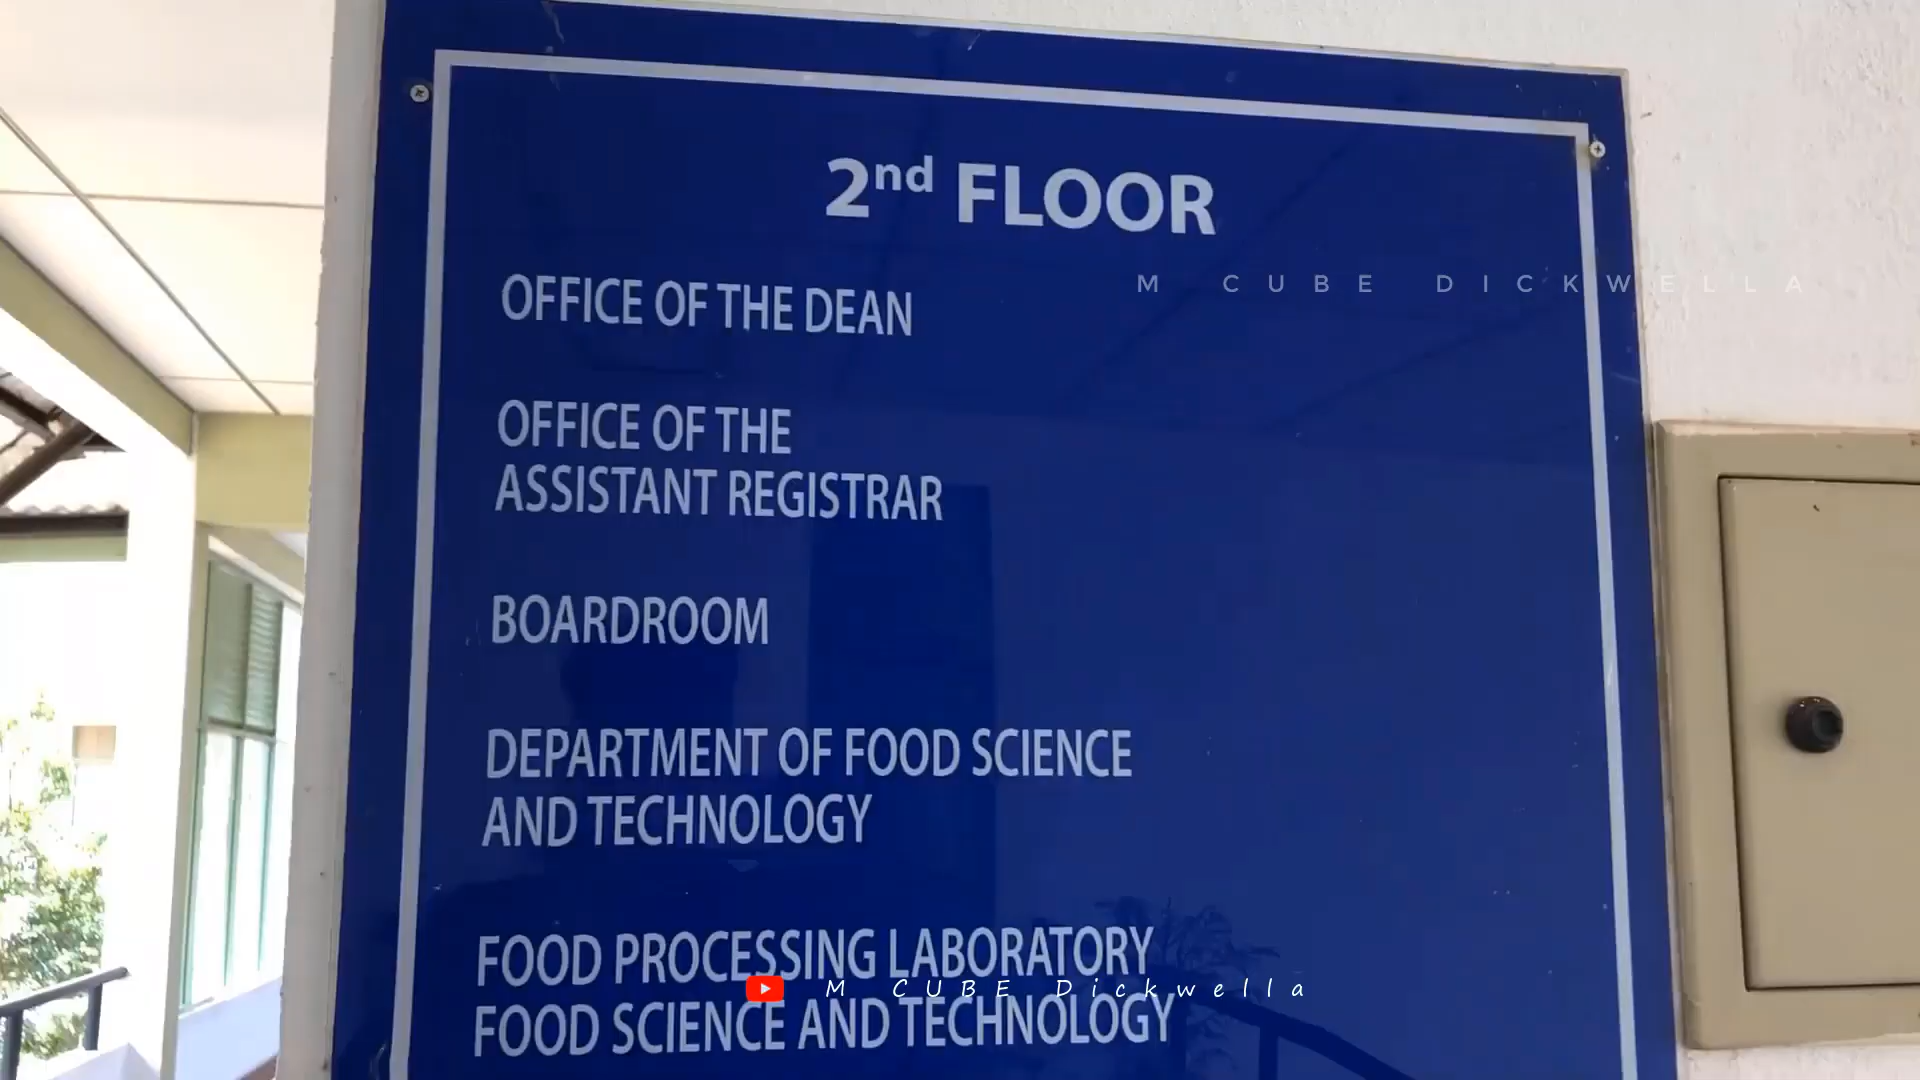 2nd FLOOR
M CUBE DICKWELLA
OFFICE OF THE DEAN
OFFICE OF THE
ASSISTANT REGISTRAR
BOARDROOM
DEPARTMENT OF FOOD SCIENCE
AND TECHNOLOGY
FOOD PROCESSING LABORATORY
M CUBE Dickwella
FOOD SCIENCE AND TECHNOLOGY